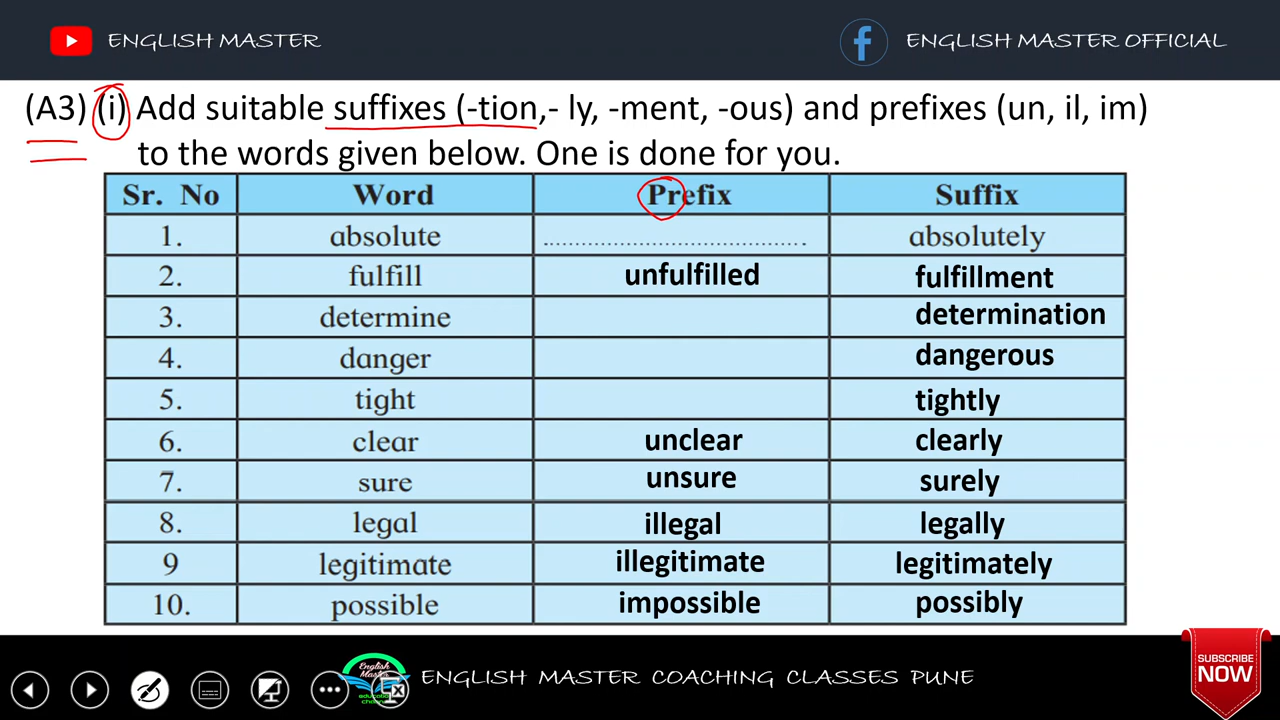 ENGLISH MASTER
ENGLISH MASTER OFFICIAL
(A3) (i) Add suitable suffixes (-tion,- ly, -ment, -ous) and prefixes (un, il, im)
to the words given below. One is done for you.
Sr. No Word Prefix Suffix
1. absolute ........................................ absolutely
2. fulfill unfulfilled fulfillment
3. determine determination
4. danger dangerous
5. tight tightly
6. clear unclear clearly
7. sure unsure surely
8. legal illegal legally
9 legitimate illegitimate legitimately
10. possible impossible possibly
English
Master
ENGLISH MASTER COACHING CLASSES PUNE
SUBSCRIBE
NOW